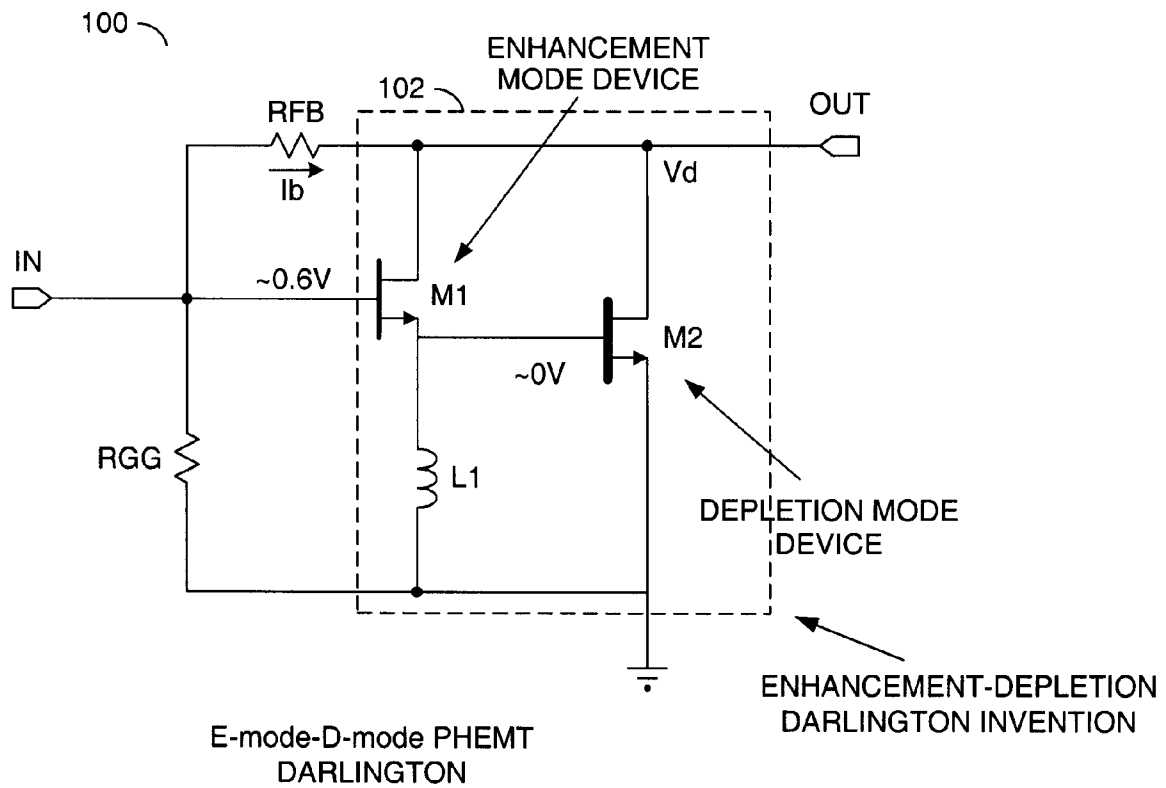 100
ENHANCEMENT
MODE DEVICE
102
RFB
OUT
Ib
Vd
IN
~0.6V
M1
M2
~0V
RGG
L1
DEPLETION MODE
DEVICE
ENHANCEMENT-DEPLETION
DARLINGTON INVENTION
E-mode-D-mode PHEMT
DARLINGTON